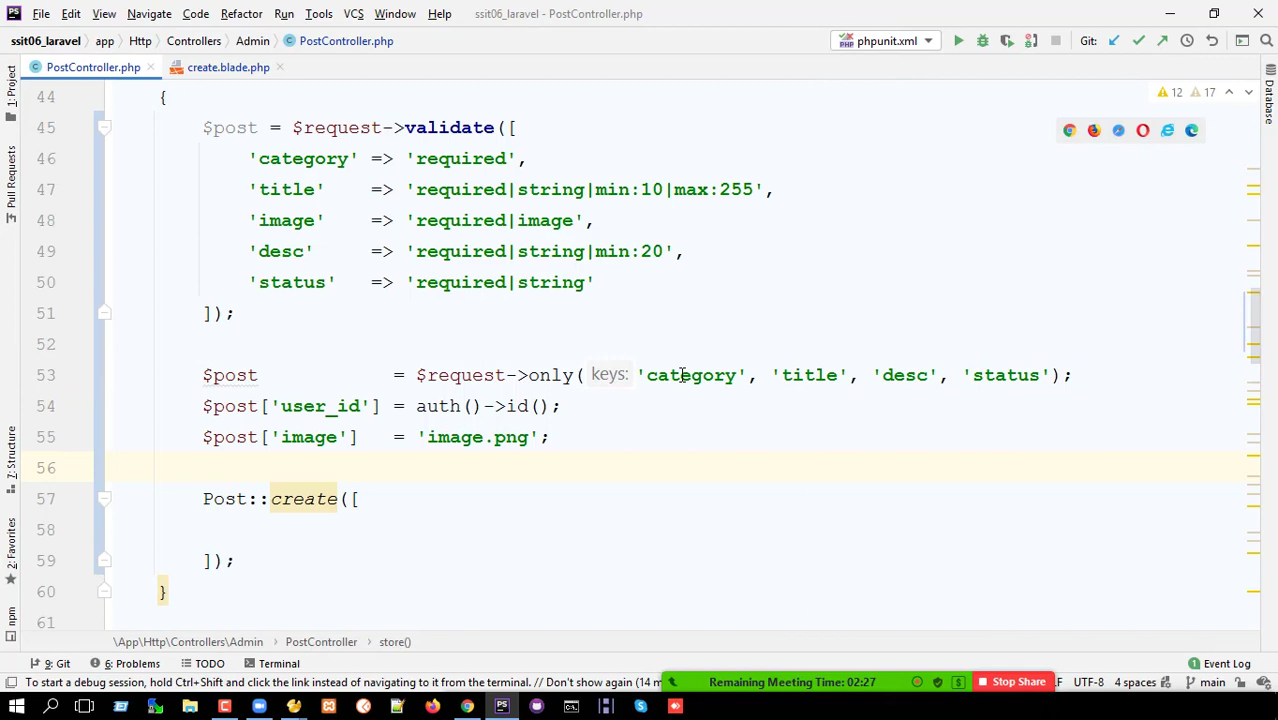 File Edit View Navigate Code Refactor Run Tools VCS Window Help ssit06_laravel - PostController.php
ssit06_laravel app Http Controllers Admin PostController.php phpunit.xml Git:
PostController.php create.blade.php
12 17
44 {
45 $post = $request->validate([
46 'category' => 'required',
47 'title' => 'required|string|min:10|max:255',
48 'image' => 'required|image',
49 'desc' => 'required|string|min:20',
50 'status' => 'required|string'
51 ]);
52
53 $post = $request->only( keys: 'category', 'title', 'desc', 'status');
54 $post['user_id'] = auth()->id();
55 $post['image'] = 'image.png';
56
57 Post::create([
58
59 ]);
60 }
61
1: Project
Pull Requests
7: Structure
2: Favorites
npm
Database
\App\Http\Controllers\Admin PostController store()
9: Git 6: Problems TODO Terminal Event Log
To start a debug session, hold Ctrl+Shift and click the link instead of navigating to it from the terminal. // Don't show again (14 m Remaining Meeting Time: 02:27 Stop Share LF UTF-8 4 spaces main